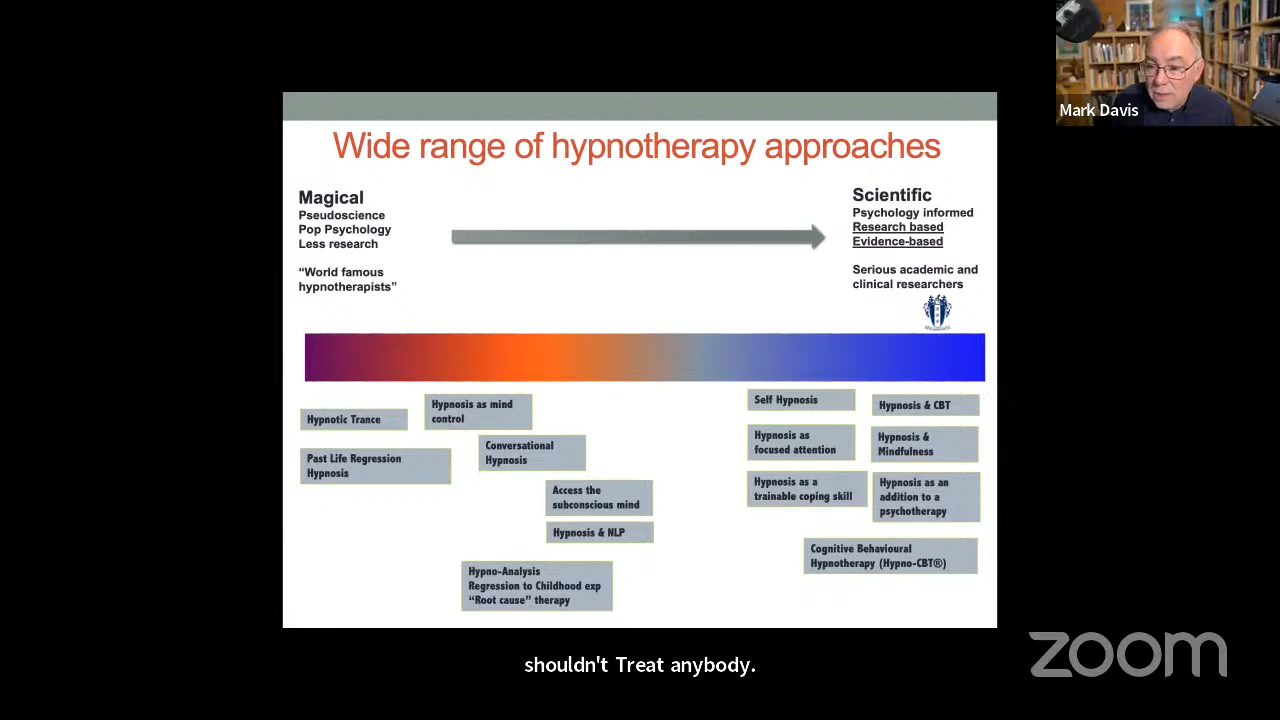 Mark Davis
Wide range of hypnotherapy approaches
Magical
Pseudoscience
Pop Psychology
Less research
“World famous
hypnotherapists”
Scientific
Psychology informed
Research based
Evidence-based
Serious academic and
clinical researchers
Hypnotic Trance
Hypnosis as mind
control
Past Life Regression
Hypnosis
Conversational
Hypnosis
Access the
subconscious mind
Hypnosis & NLP
Hypno-Analysis
Regression to Childhood exp
“Root cause” therapy
Self Hypnosis
Hypnosis & CBT
Hypnosis as
focused attention
Hypnosis &
Mindfulness
Hypnosis as a
trainable coping skill
Hypnosis as an
addition to a
psychotherapy
Cognitive Behavioural
Hypnotherapy (Hypno-CBT®)
shouldn't Treat anybody.
zoom